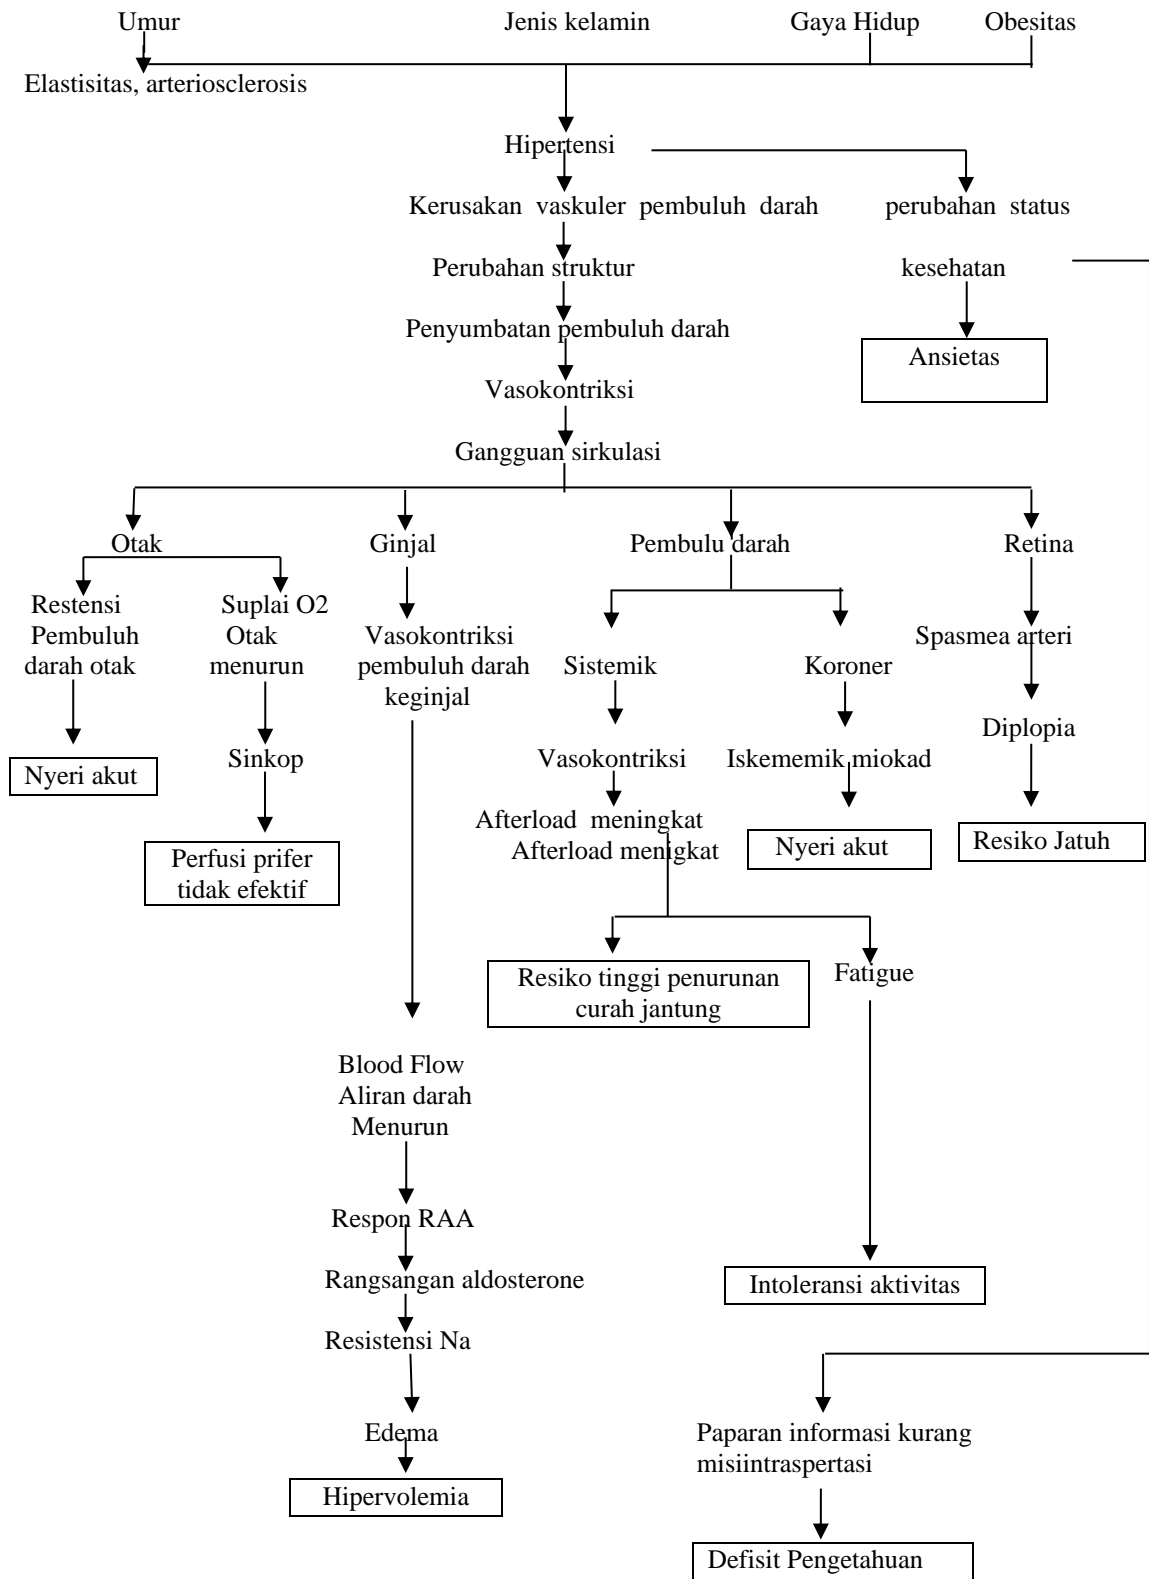 Umur
Jenis kelamin
Gaya Hidup
Obesitas
Elastisitas, arteriosclerosis
Hipertensi
Kerusakan vaskuler pembuluh darah
perubahan status
Perubahan struktur
kesehatan
Penyumbatan pembuluh darah
Ansietas
Vasokontriksi
Gangguan sirkulasi
Otak
Ginjal
Pembulu darah
Retina
Restensi
Pembuluh
darah otak
Suplai O2
Otak
menurun
Vasokontriksi
pembuluh darah
keginjal
Sistemik
Koroner
Spasmea arteri
Nyeri akut
Sinkop
Vasokontriksi
Iskememik miokad
Diplopia
Perfusi prifer
tidak efektif
Afterload meningkat
Afterload menigkat
Nyeri akut
Resiko Jatuh
Resiko tinggi penurunan
curah jantung
Fatigue
Blood Flow
Aliran darah
Menurun
Respon RAA
Rangsangan aldosterone
Intoleransi aktivitas
Resistensi Na
Edema
Paparan informasi kurang
misiintraspertasi
Hipervolemia
Defisit Pengetahuan